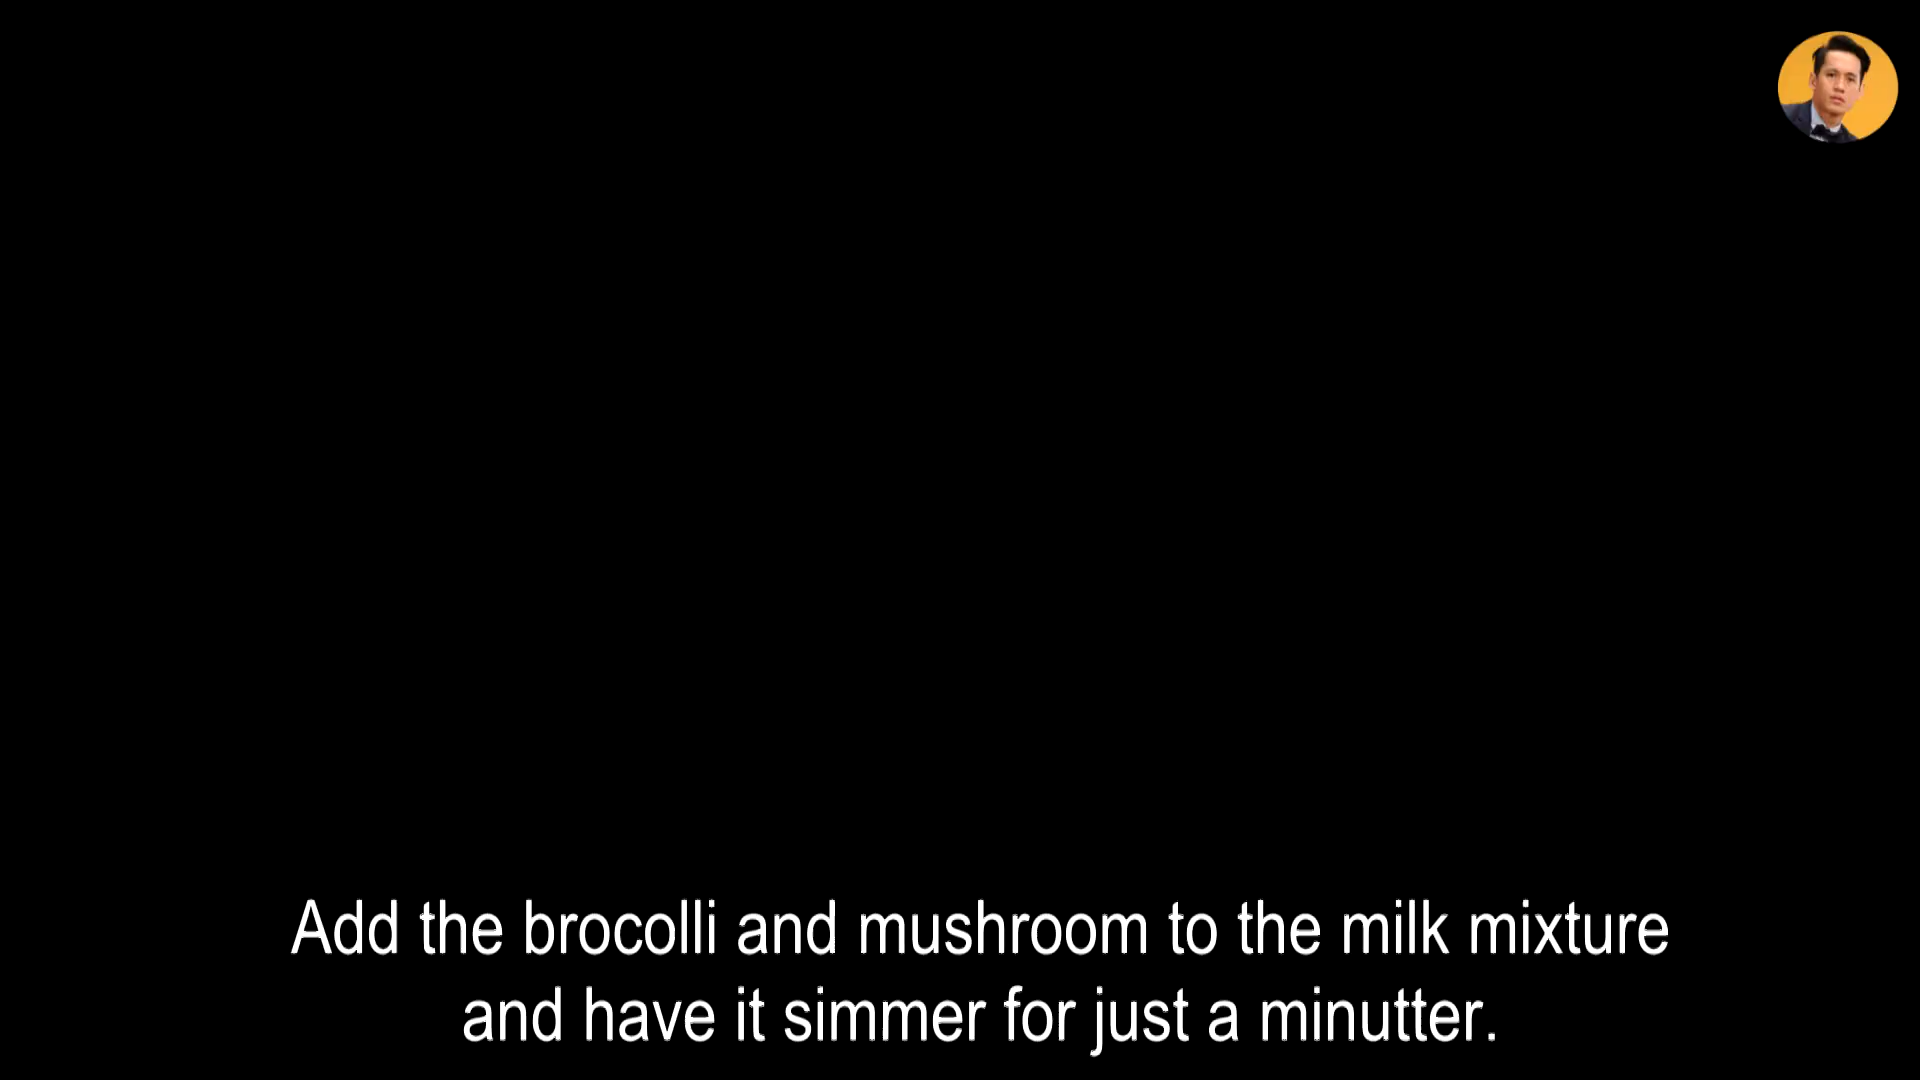 Add the brocolli and mushroom to the milk mixture
and have it simmer for just a minutter.